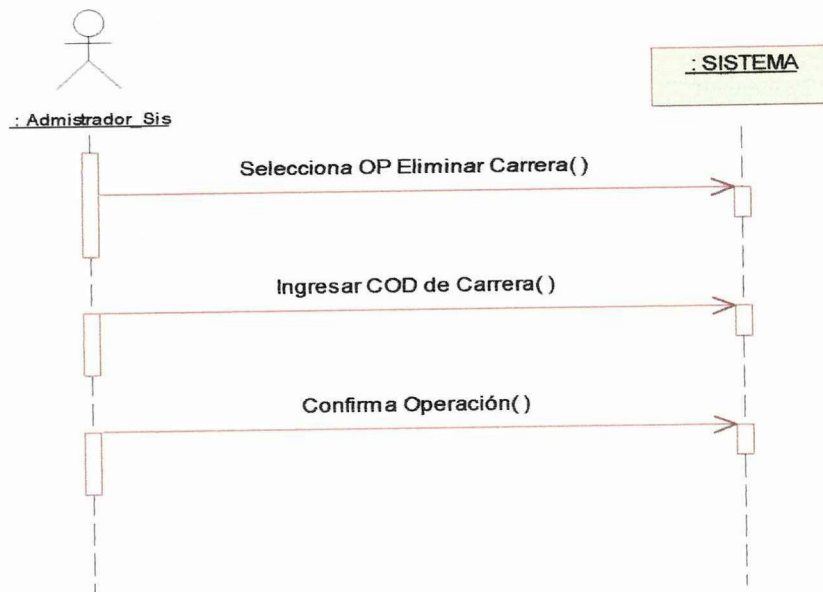 : SISTEMA
: Admistrador_Sis
Selecciona OP Eliminar Carrera( )
Ingresar COD de Carrera( )
Confirma Operación( )